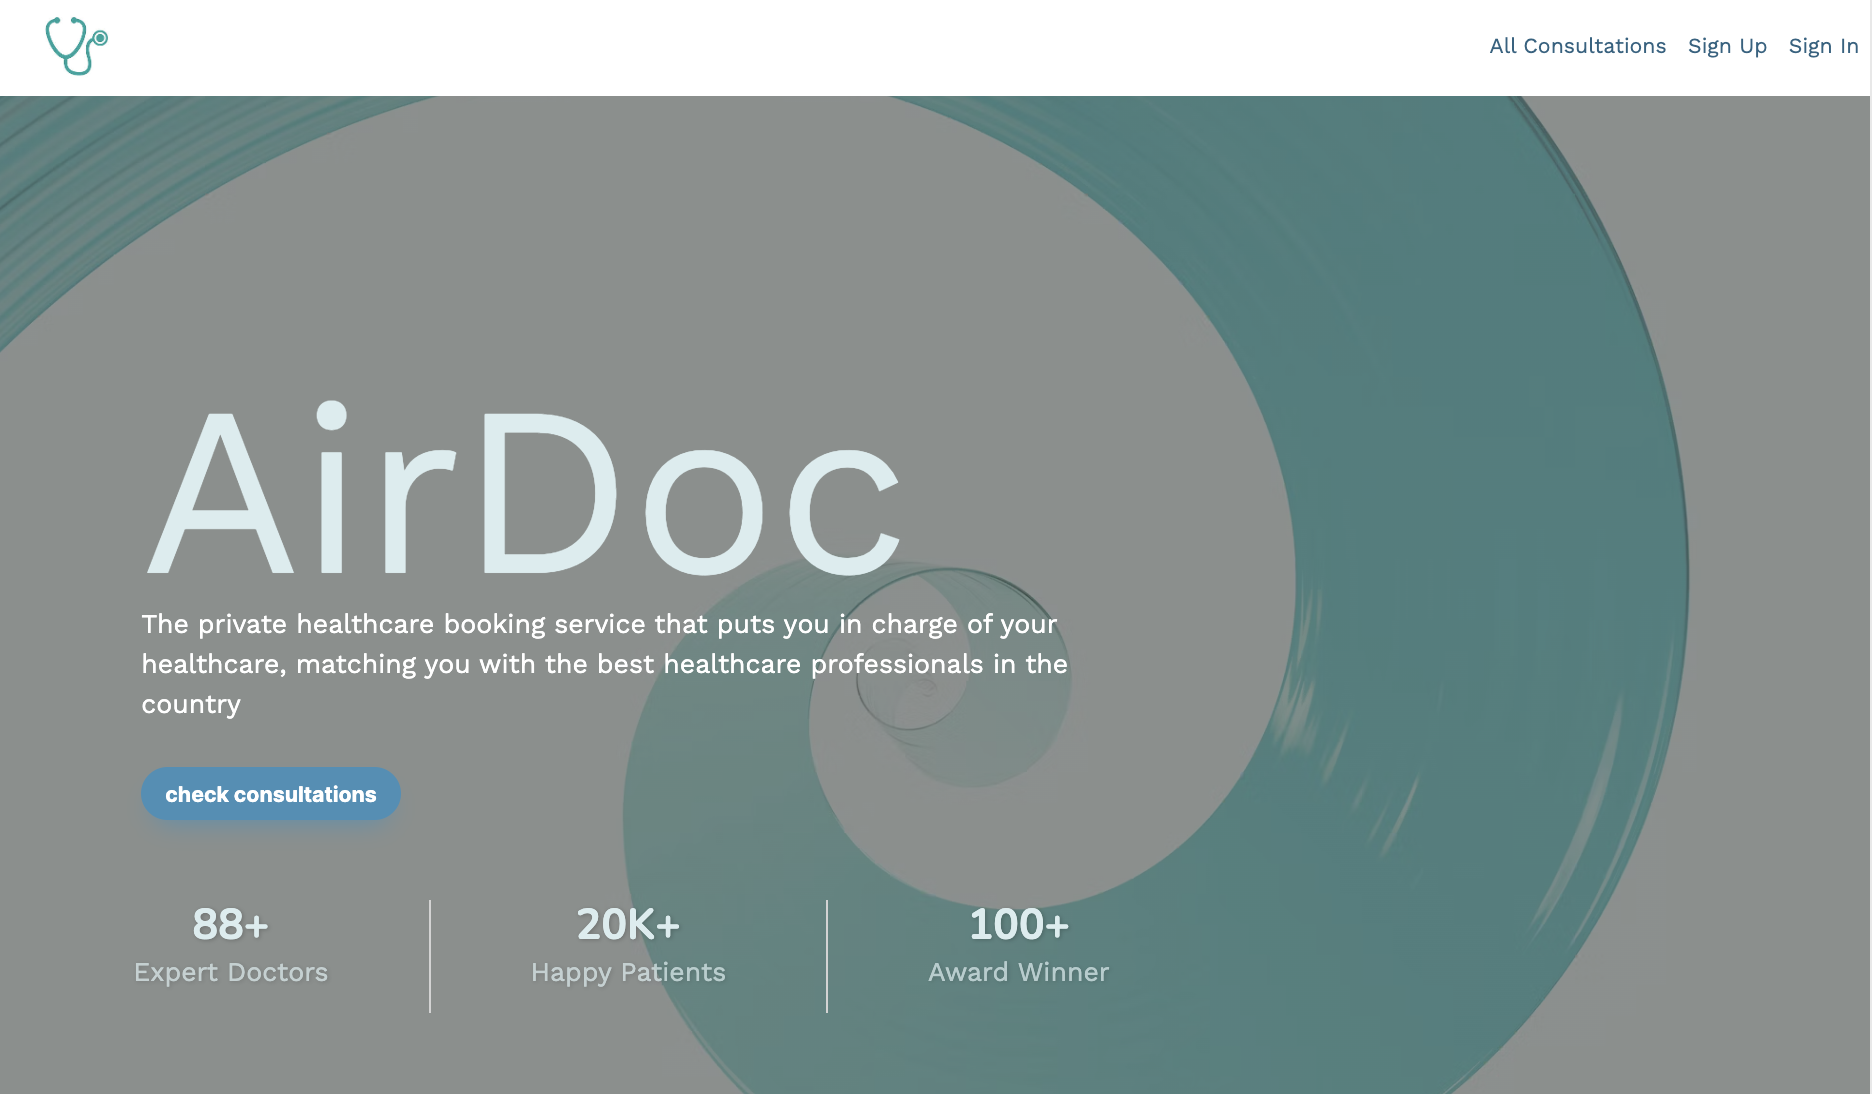 All Consultations Sign Up Sign In
AirDoc
The private healthcare booking service that puts you in charge of your
healthcare, matching you with the best healthcare professionals in the
country
check consultations
88+ 20K+ 100+
Expert Doctors Happy Patients Award Winner